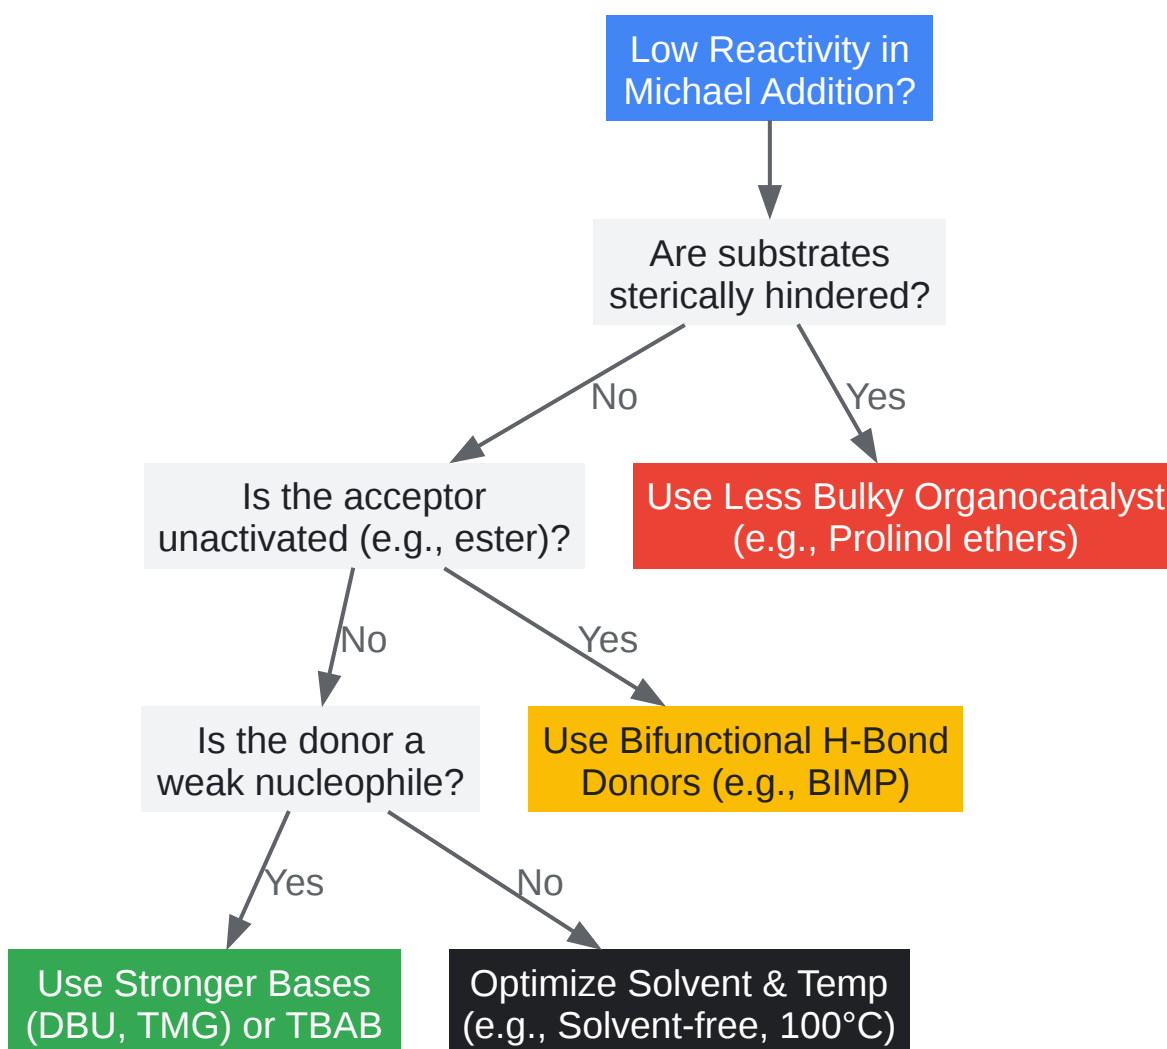 Low Reactivity in
Michael Addition?
Are substrates
sterically hindered?
No
Yes
Is the acceptor
unactivated (e.g., ester)?
Use Less Bulky Organocatalyst
(e.g., Prolinol ethers)
No
Yes
Is the donor a
weak nucleophile?
Use Bifunctional H-Bond
Donors (e.g., BIMP)
Yes
No
Use Stronger Bases
(DBU, TMG) or TBAB
Optimize Solvent & Temp
(e.g., Solvent-free, 100°C)